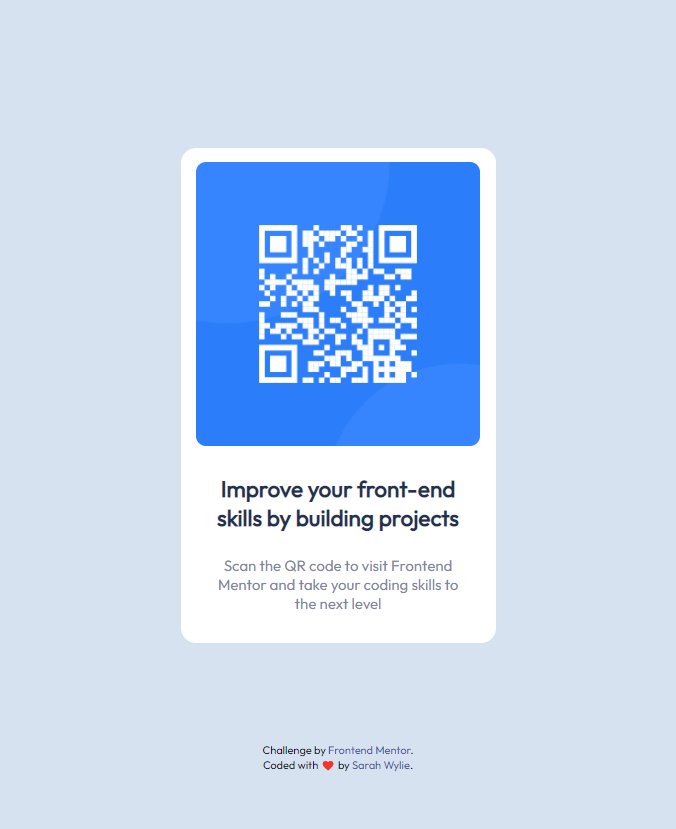 Improve your front-end
skills by building projects
Scan the QR code to visit Frontend
Mentor and take your coding skills to
the next level
Challenge by Frontend Mentor.
Coded with ❤️ by Sarah Wylie.